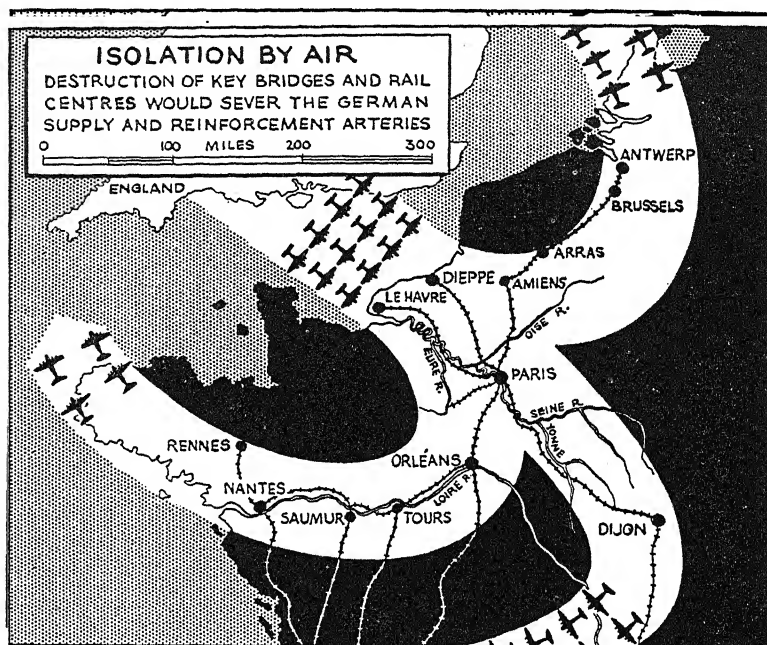 ISOLATION BY AIR
DESTRUCTION OF KEY BRIDGES AND RAIL
CENTRES WOULD SEVER THE GERMAN
SUPPLY AND REINFORCEMENT ARTERIES
0 100 MILES 200 300
ENGLAND
ANTWERP
BRUSSELS
ARRAS
DIEPPE
AMIENS
LE HAVRE
OISE R.
EURE R.
PARIS
SEINE R.
YONNE
RENNES
ORLÉANS
NANTES
LOIRE R.
SAUMUR
TOURS
DIJON